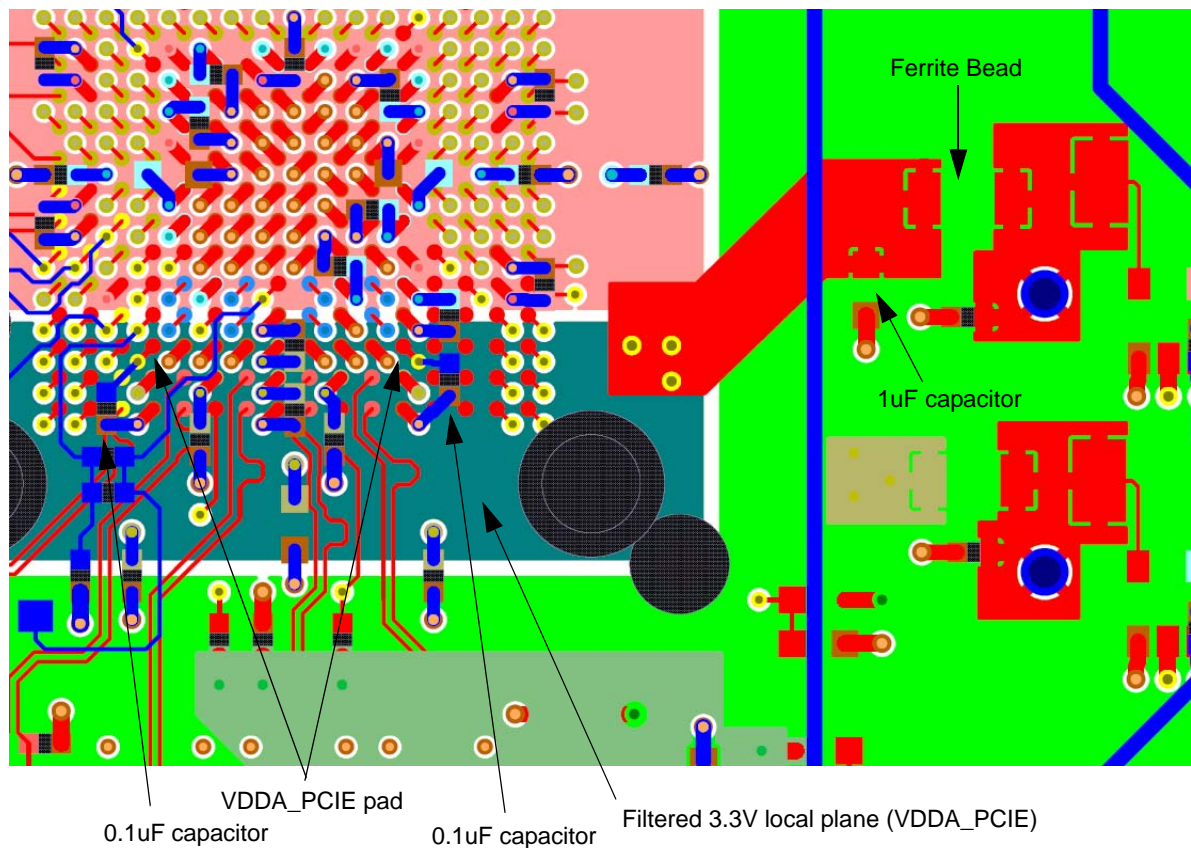 Ferrite Bead
1uF capacitor
VDDA_PCIE pad
0.1uF capacitor
0.1uF capacitor
Filtered 3.3V local plane (VDDA_PCIE)